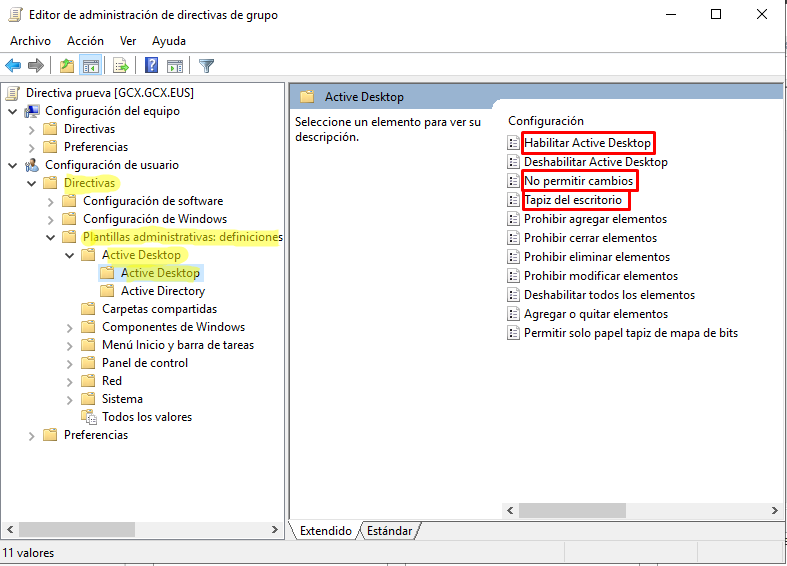 Editor de administración de directivas de grupo
Archivo Acción Ver Ayuda
Directiva prueva [GCX.GCX.EUS]
Configuración del equipo
Directivas
Preferencias
Configuración de usuario
Directivas
Configuración de software
Configuración de Windows
Plantillas administrativas: definiciones
Active Desktop
Active Desktop
Active Directory
Carpetas compartidas
Componentes de Windows
Menú Inicio y barra de tareas
Panel de control
Red
Sistema
Todos los valores
Preferencias
Active Desktop
Seleccione un elemento para ver su
descripción.
Configuración
Habilitar Active Desktop
Deshabilitar Active Desktop
No permitir cambios
Tapiz del escritorio
Prohibir agregar elementos
Prohibir cerrar elementos
Prohibir eliminar elementos
Prohibir modificar elementos
Deshabilitar todos los elementos
Agregar o quitar elementos
Permitir solo papel tapiz de mapa de bits
Extendido Estándar
11 valores